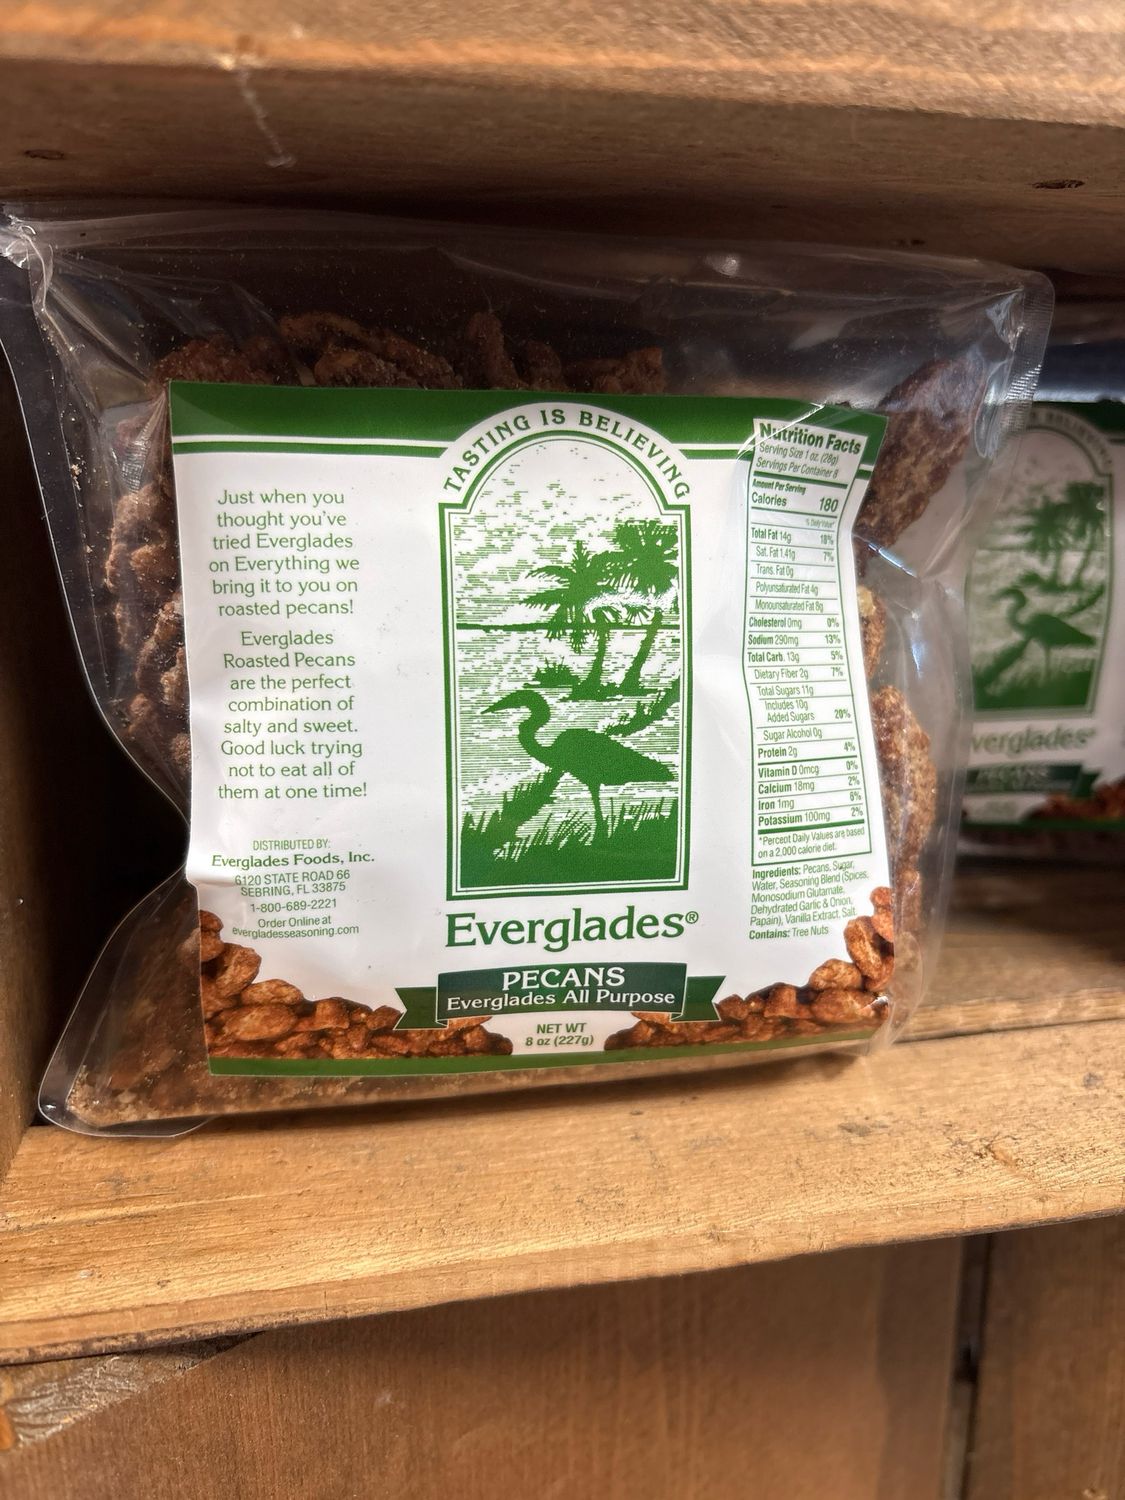 TASTING IS BELIEVING
Just when you
thought you've
tried Everglades
on Everything we
bring it to you on
roasted pecans!
Everglades
Roasted Pecans
are the perfect
combination of
salty and sweet.
Good luck trying
not to eat all of
them at one time!
DISTRIBUTED BY:
Everglades Foods, Inc.
6120 STATE ROAD 66
SEBRING, FL 33875
1-800-689-2221
Order Online at
evergladesseasoning.com
Everglades®
PECANS
Everglades All Purpose
NET WT
8 oz (227g)
Nutrition Facts
Serving Size 1 oz. (28g)
Servings Per Container 8
Amount Per Serving
Calories 180
% Daily Value*
Total Fat 14g 18%
Sat. Fat 1.41g 7%
Trans. Fat 0g
Polyunsaturated Fat 4g
Monounsaturated Fat 8g
Cholesterol 0mg 0%
Sodium 290mg 13%
Total Carb. 13g 5%
Dietary Fiber 2g 7%
Total Sugars 11g
Includes 10g
Added Sugars 20%
Sugar Alcohol 0g
Protein 2g 4%
Vitamin D 0mcg 0%
Calcium 18mg 2%
Iron 1mg 6%
Potassium 100mg 2%
*Percent Daily Values are based
on a 2,000 calorie diet.
Ingredients: Pecans, Sugar,
Water, Seasoning Blend (Spices,
Monosodium Glutamate,
Dehydrated Garlic & Onion,
Papain), Vanilla Extract, Salt.
Contains: Tree Nuts
verglades®
PECANS